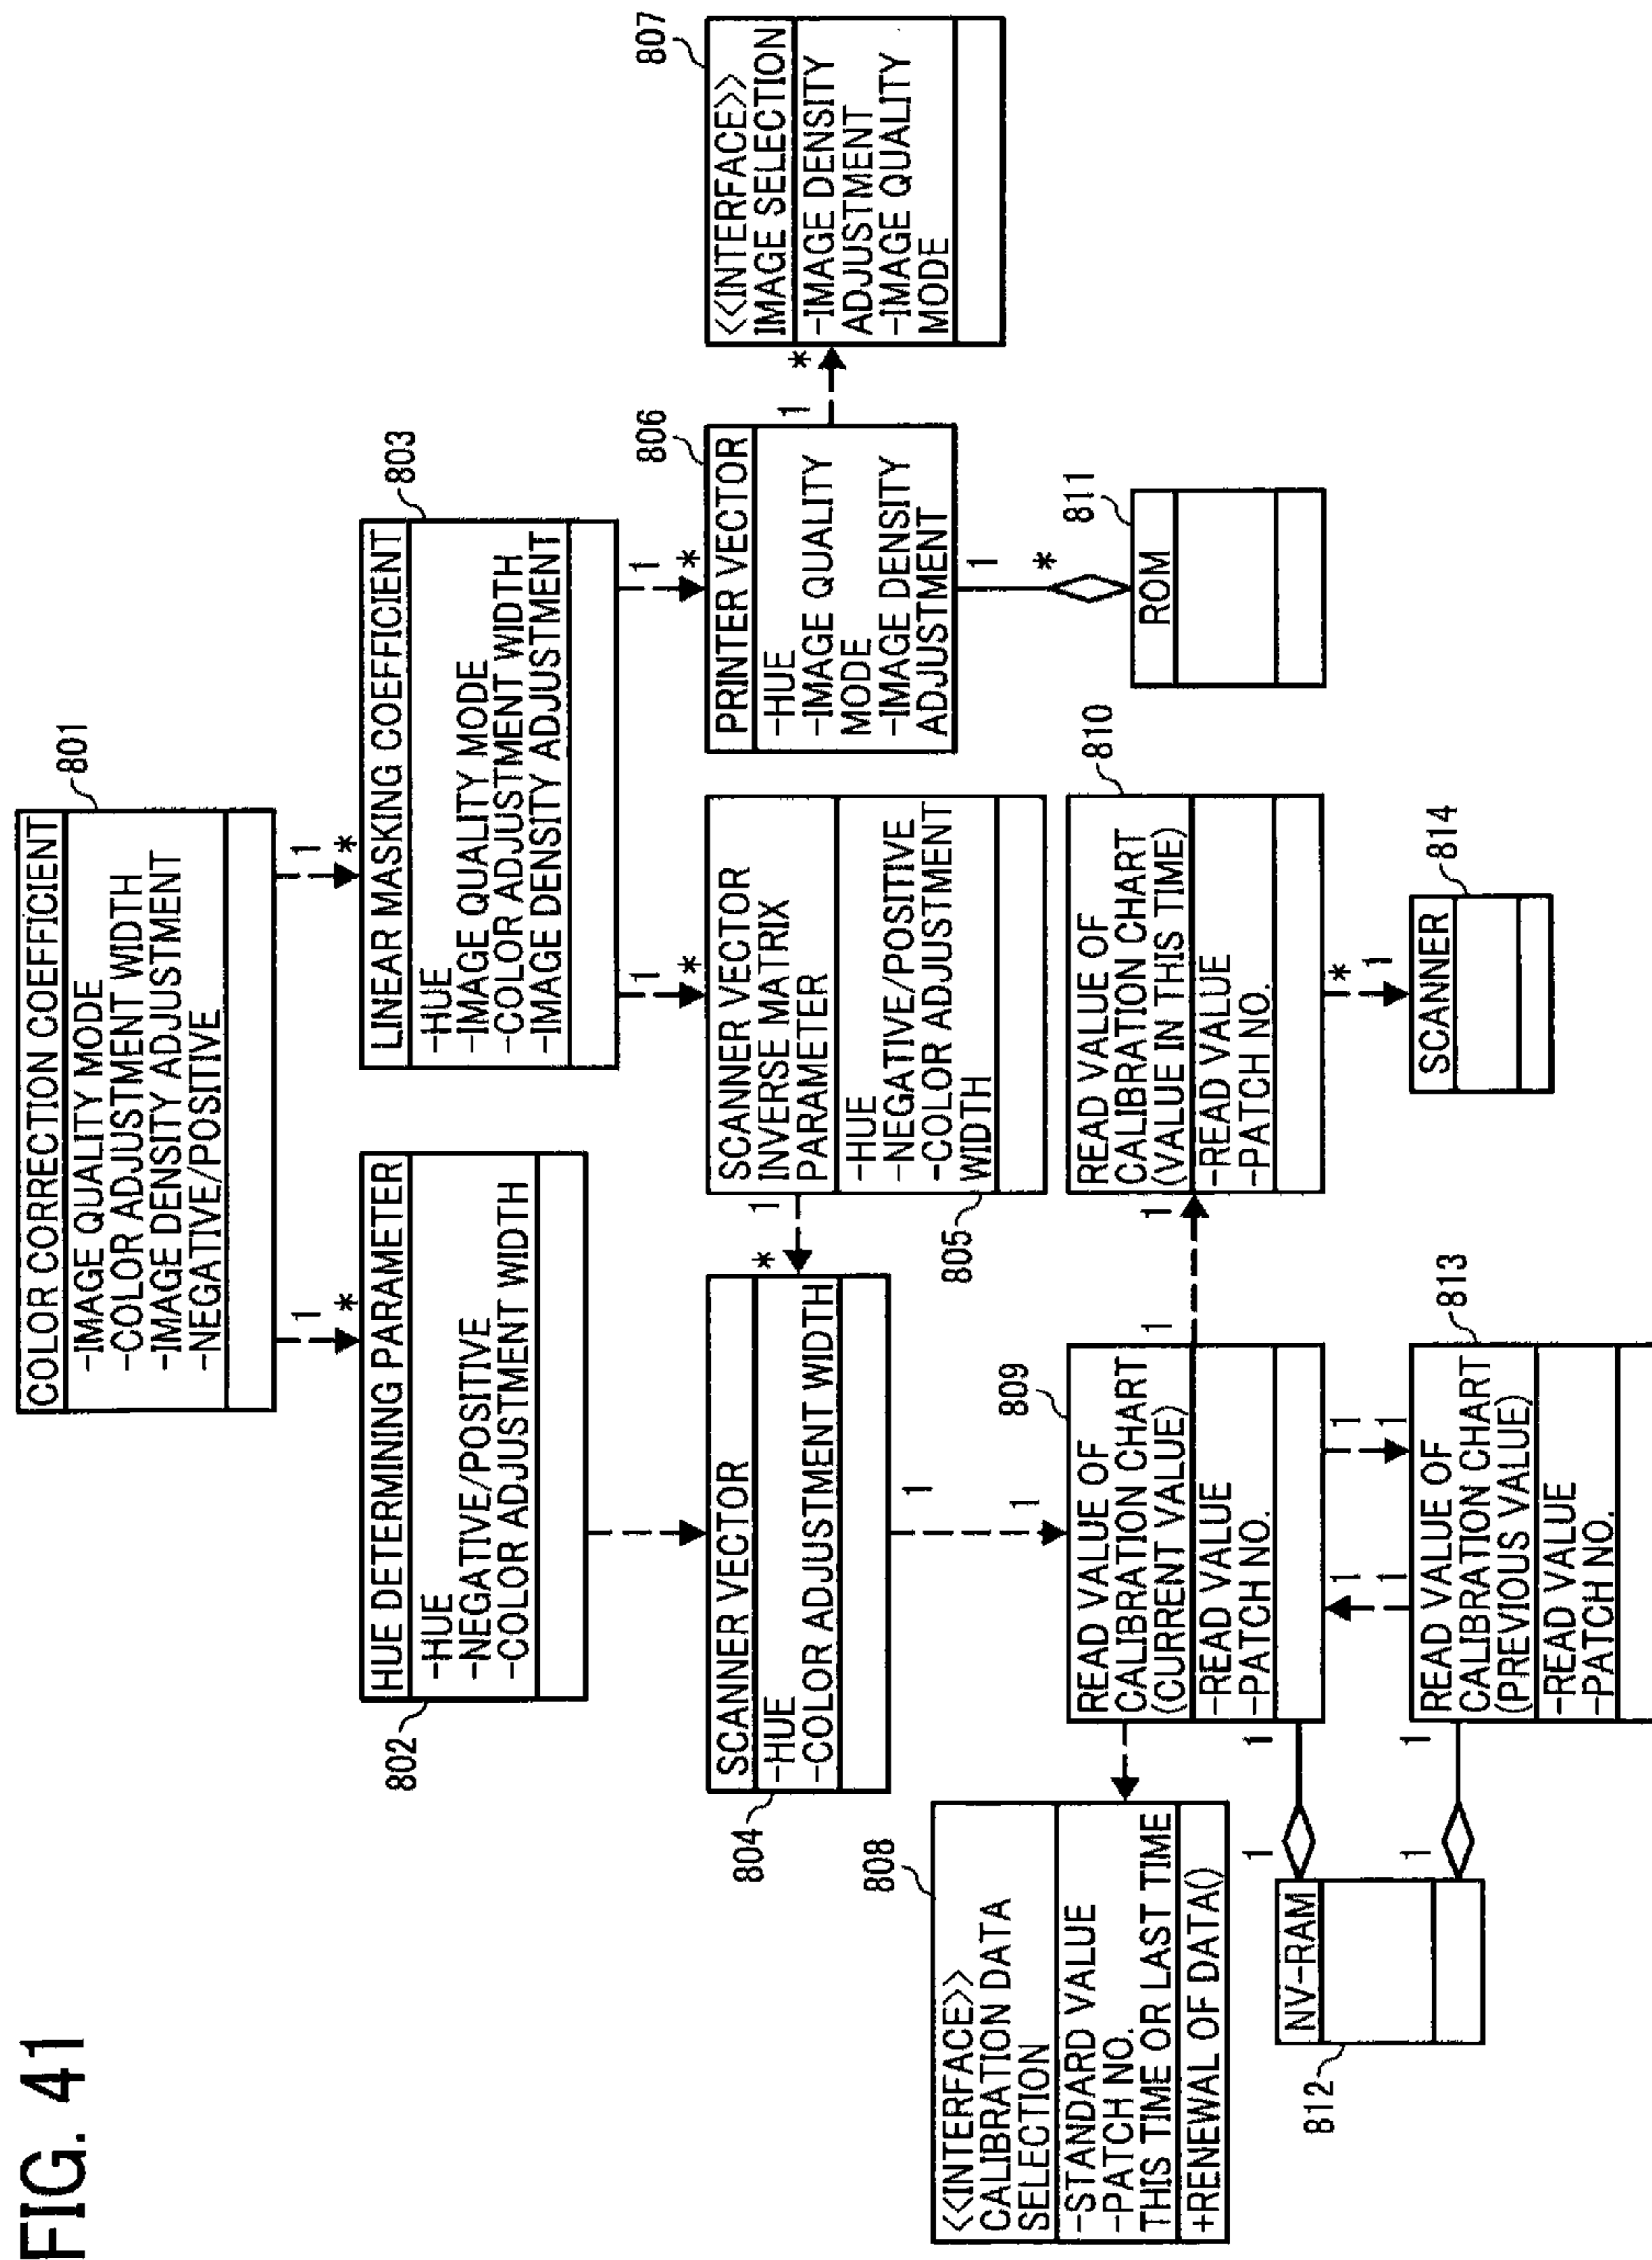 FIG. 41
COLOR CORRECTION COEFFICIENT
-IMAGE QUALITY MODE
-COLOR ADJUSTMENT WIDTH
-IMAGE DENSITY ADJUSTMENT
-NEGATIVE/POSITIVE
801
1
*
1
*
HUE DETERMINING PARAMETER
-HUE
-NEGATIVE/POSITIVE
-COLOR ADJUSTMENT WIDTH
802
LINEAR MASKING COEFFICIENT
-HUE
-IMAGE QUALITY MODE
-COLOR ADJUSTMENT WIDTH
-IMAGE DENSITY ADJUSTMENT
803
1
*
1
*
SCANNER VECTOR
-HUE
-COLOR ADJUSTMENT WIDTH
804
*
1
SCANNER VECTOR
INVERSE MATRIX
PARAMETER
-HUE
-NEGATIVE/POSITIVE
-COLOR ADJUSTMENT
WIDTH
805
PRINTER VECTOR
-HUE
-IMAGE QUALITY
MODE
-IMAGE DENSITY
ADJUSTMENT
806
1
*
<<INTERFACE>>
IMAGE SELECTION
-IMAGE DENSITY
ADJUSTMENT
-IMAGE QUALITY
MODE
807
1
1
1
*
<<INTERFACE>>
CALIBRATION DATA
SELECTION
-STANDARD VALUE
-PATCH NO.
THIS TIME OR LAST TIME
+RENEWAL OF DATA()
808
READ VALUE OF
CALIBRATION CHART
(CURRENT VALUE)
-READ VALUE
-PATCH NO.
809
1
1
READ VALUE OF
CALIBRATION CHART
(VALUE IN THIS TIME)
-READ VALUE
-PATCH NO.
810
ROM
811
1
1
1
1
1
1
*
1
NV-RAM
812
1
1
READ VALUE OF
CALIBRATION CHART
(PREVIOUS VALUE)
-READ VALUE
-PATCH NO.
813
SCANNER
814